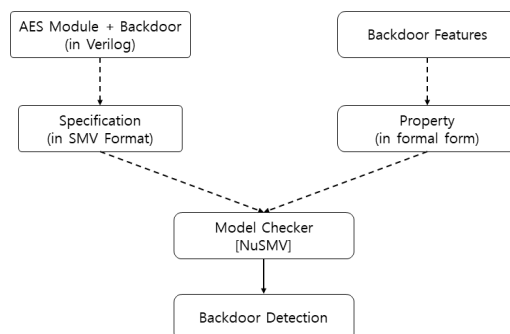 AES Module + Backdoor
(in Verilog)
Backdoor Features
Specification
(in SMV Format)
Property
(in formal form)
Model Checker
[NuSMV]
Backdoor Detection